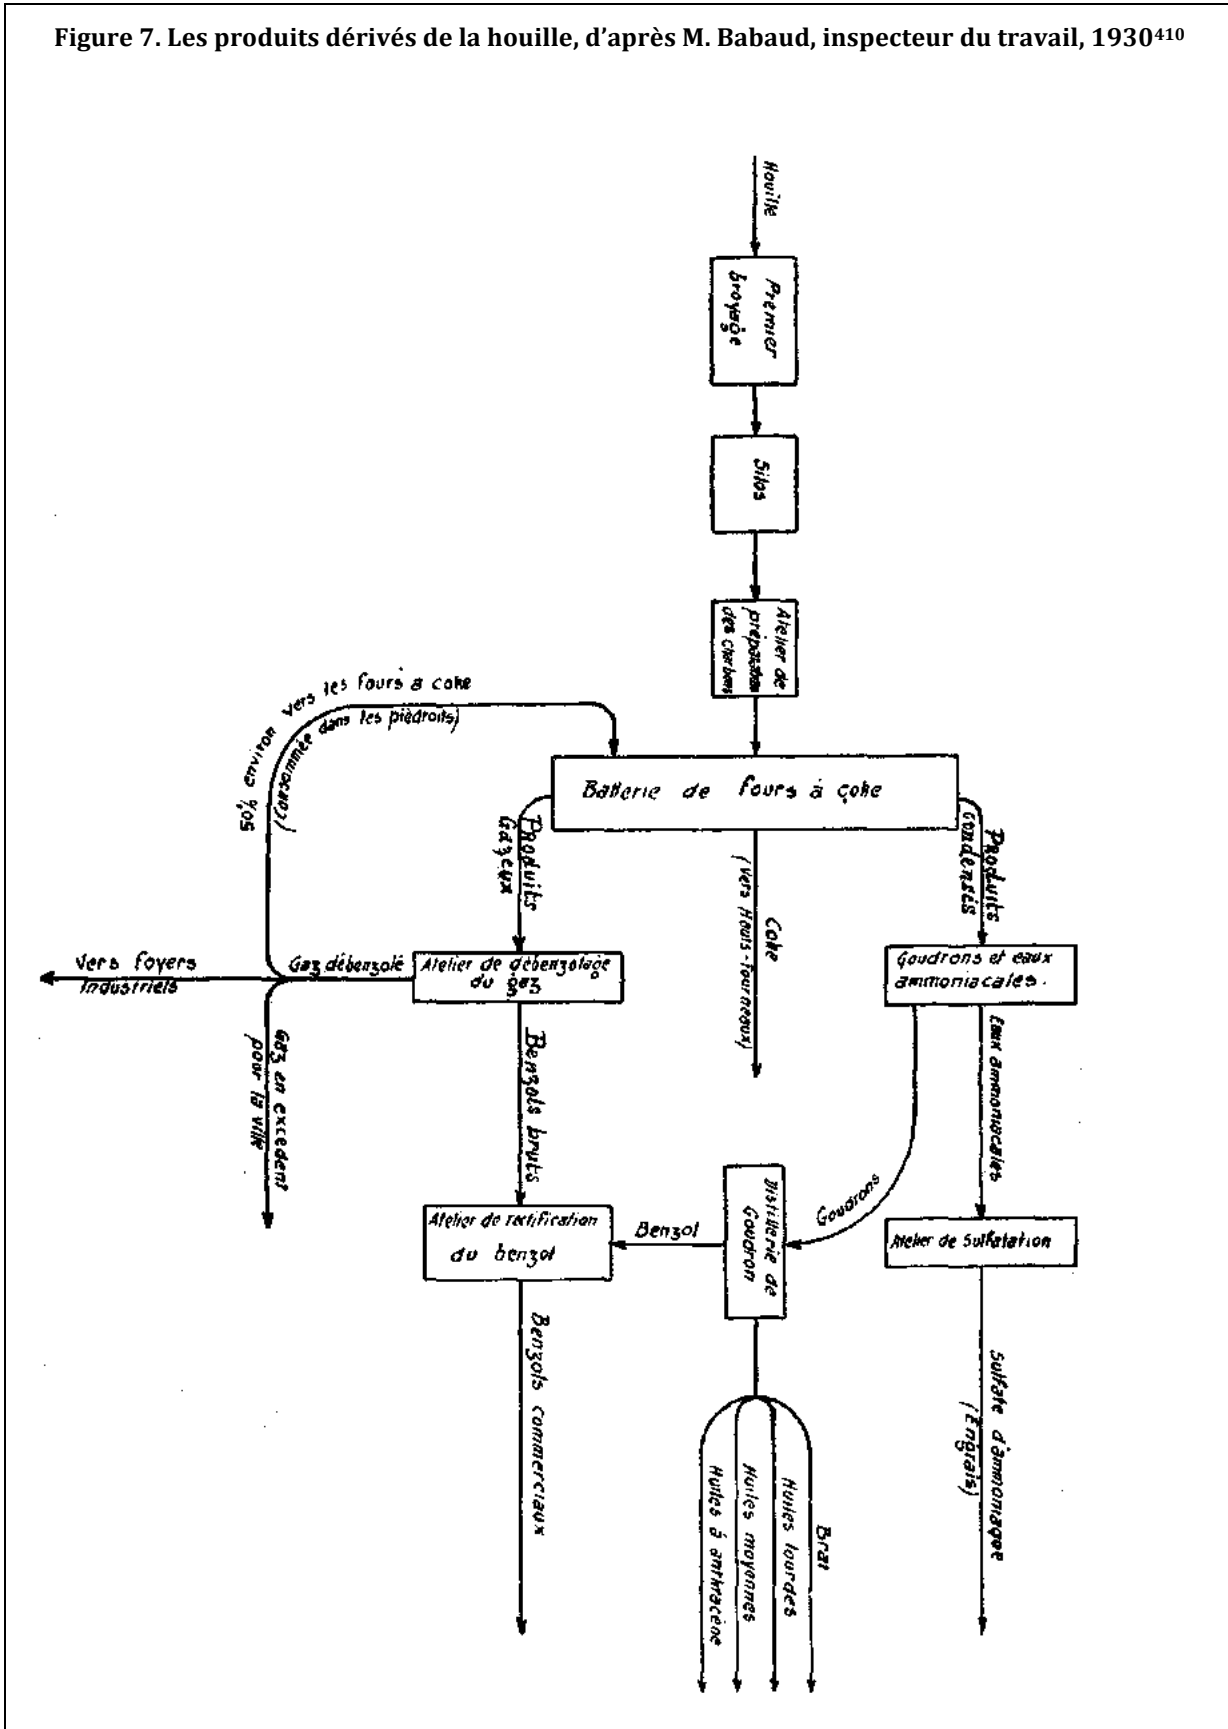 Figure 7. Les produits dérivés de la houille, d'après M. Babaud, inspecteur du travail, 1930410
Houille
Premier
broyage
Silos
Atelier de
préparation
des charbons
50% environ vers les fours à coke
(consommée dans les piédroits)
Batterie de fours à coke
Produits
Gazeux
Coke
(vers Hauts-Fourneaux)
Produits
condensés
Vers foyers
Industriels
Gaz débenzolé
Atelier de débenzolage
du gaz
Goudrons et eaux
ammoniacales.
Gaz en excédent
pour la ville
Benzols bruts
Eaux ammoniacales
Goudrons
Atelier de rectification
du benzol
Benzol
Distillerie de
Goudron
Atelier de Sulfatation
Benzols commerciaux
Huiles à anthracène
Huiles moyennes
Huiles lourdes
Brai
Sulfate d'ammoniaque
(Engrais)